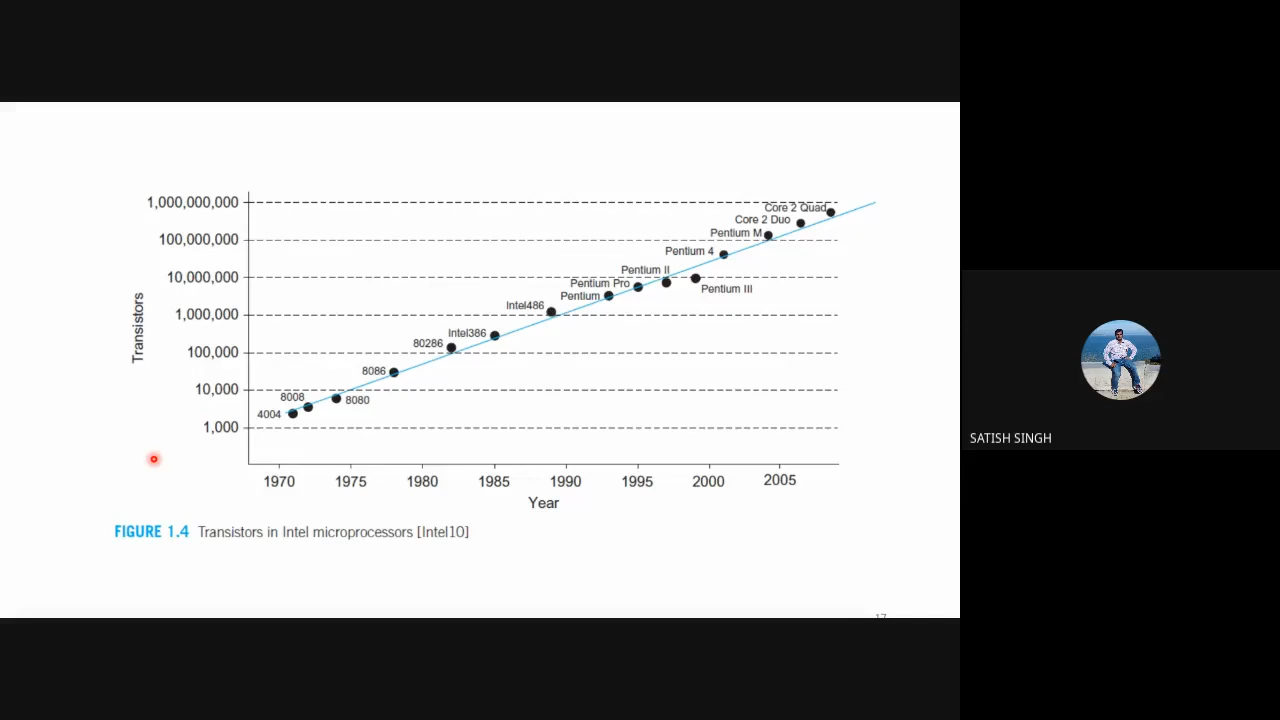 1,000,000,000
100,000,000
10,000,000
1,000,000
100,000
10,000
1,000
Transistors
4004
8008
8080
8086
80286
Intel386
Intel486
Pentium
Pentium Pro
Pentium II
Pentium III
Pentium 4
Pentium M
Core 2 Duo
Core 2 Quad
1970 1975 1980 1985 1990 1995 2000 2005
Year
FIGURE 1.4 Transistors in Intel microprocessors [Intel10]
SATISH SINGH